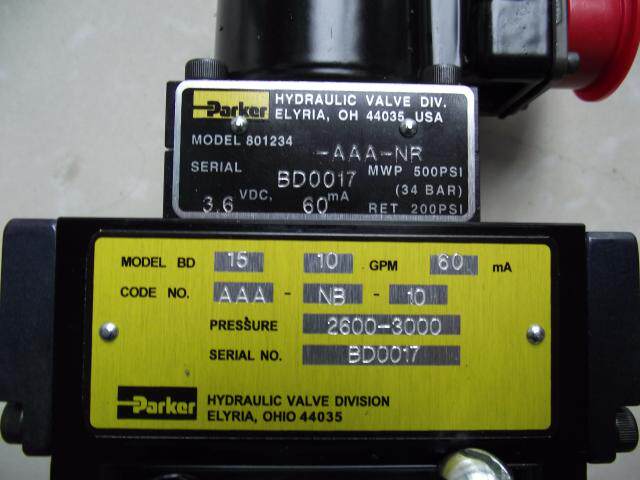 Parker HYDRAULIC VALVE DIV.
ELYRIA, OH 44035 USA
MODEL 801234
-AAA-NR
SERIAL BD0017 MWP 500PSI
(34 BAR)
3.6 VDC, 60 mA RET 200PSI
MODEL BD 15 10 GPM 60 mA
CODE NO. AAA - NB - 10
PRESSURE 2600-3000
SERIAL NO. BD0017
Parker HYDRAULIC VALVE DIVISION
ELYRIA, OHIO 44035